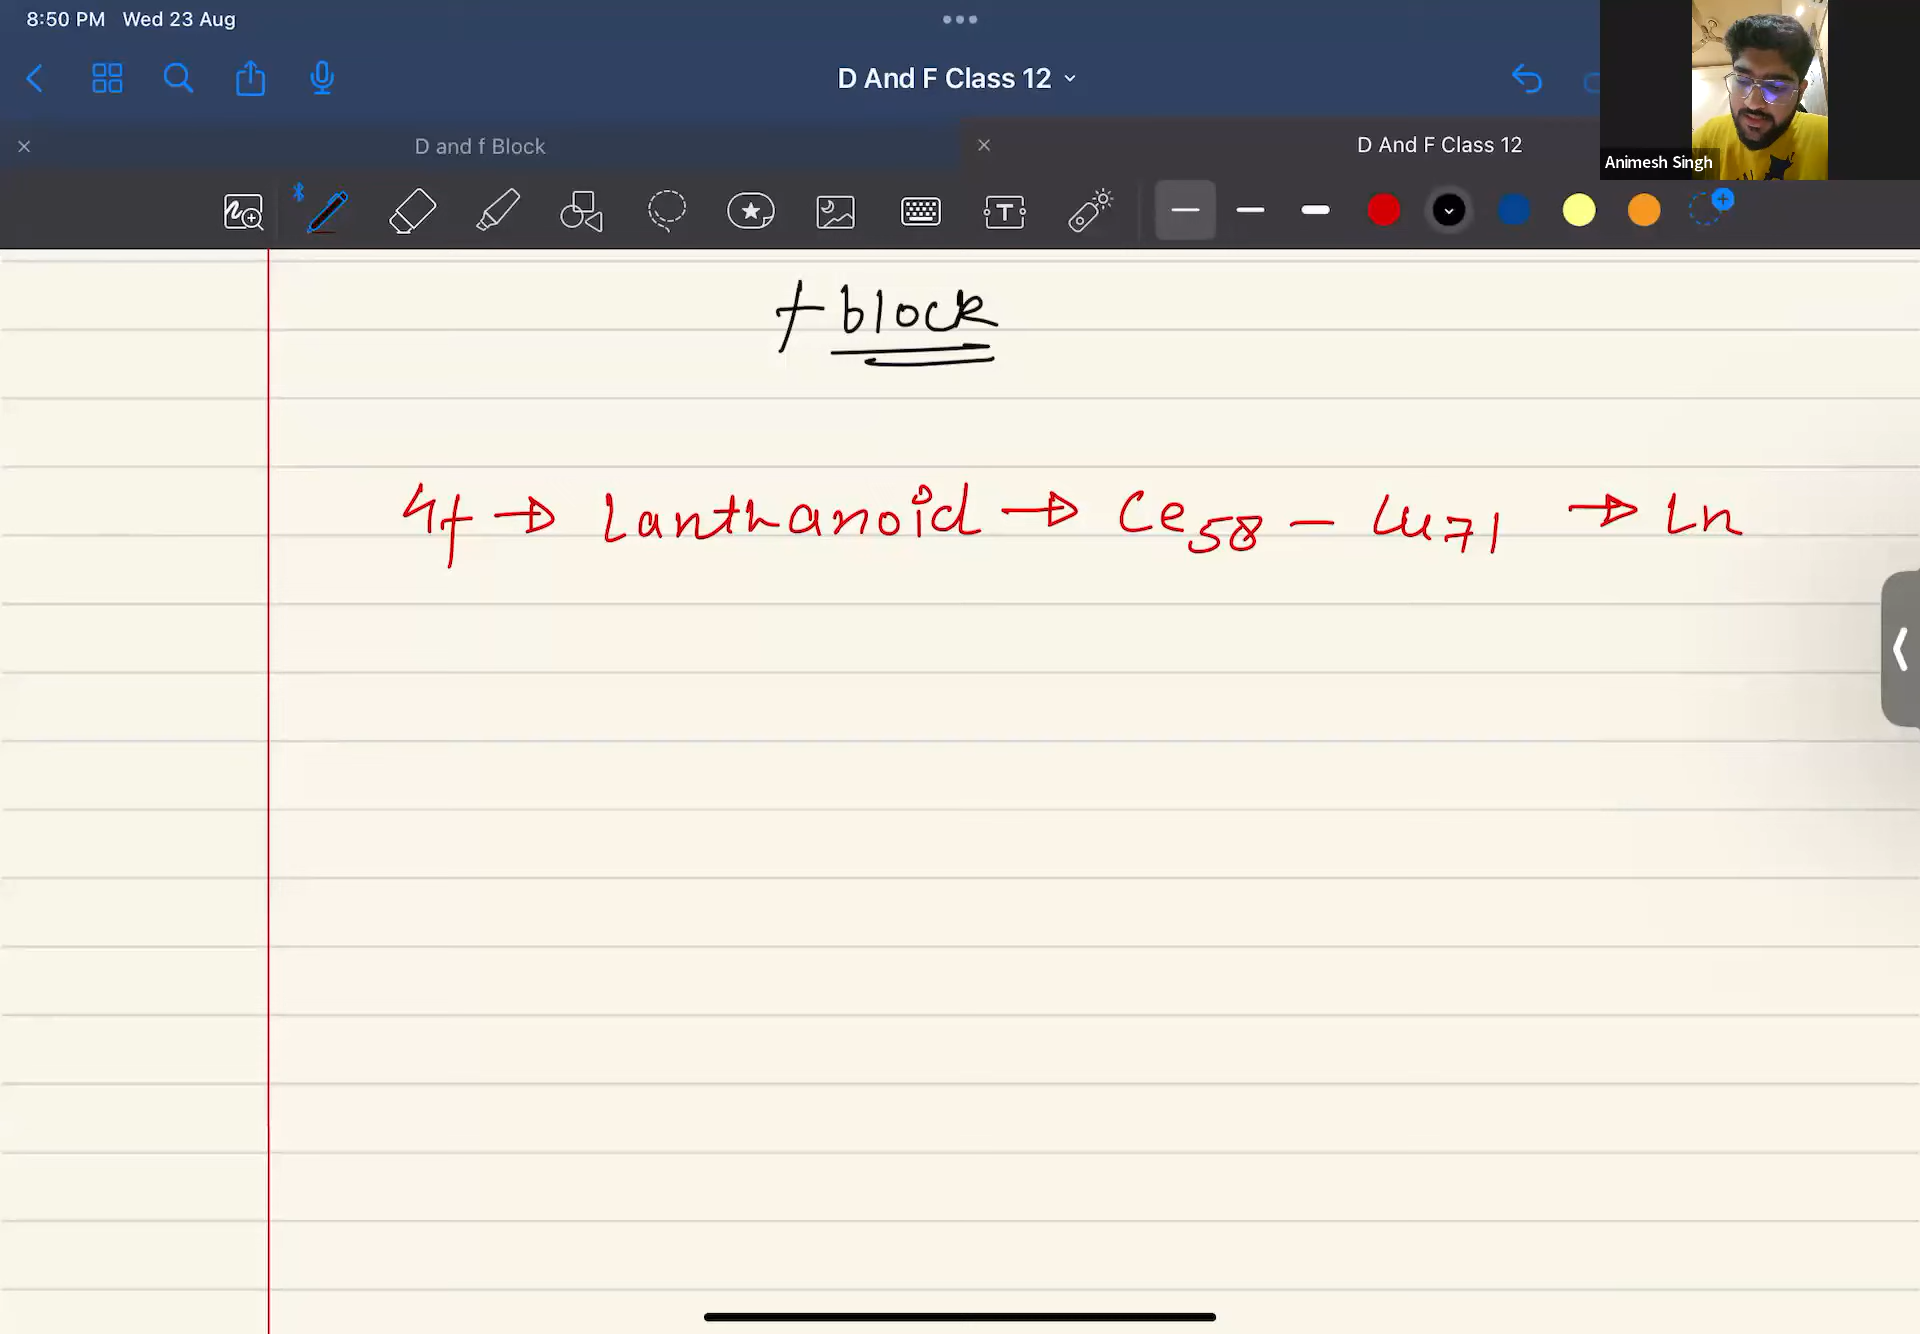 8:50 PM Wed 23 Aug
D And F Class 12
D and f Block
D And F Class 12
Animesh Singh
T
f block
4f → Lanthanoid → Ce58 – Lu71 → Ln